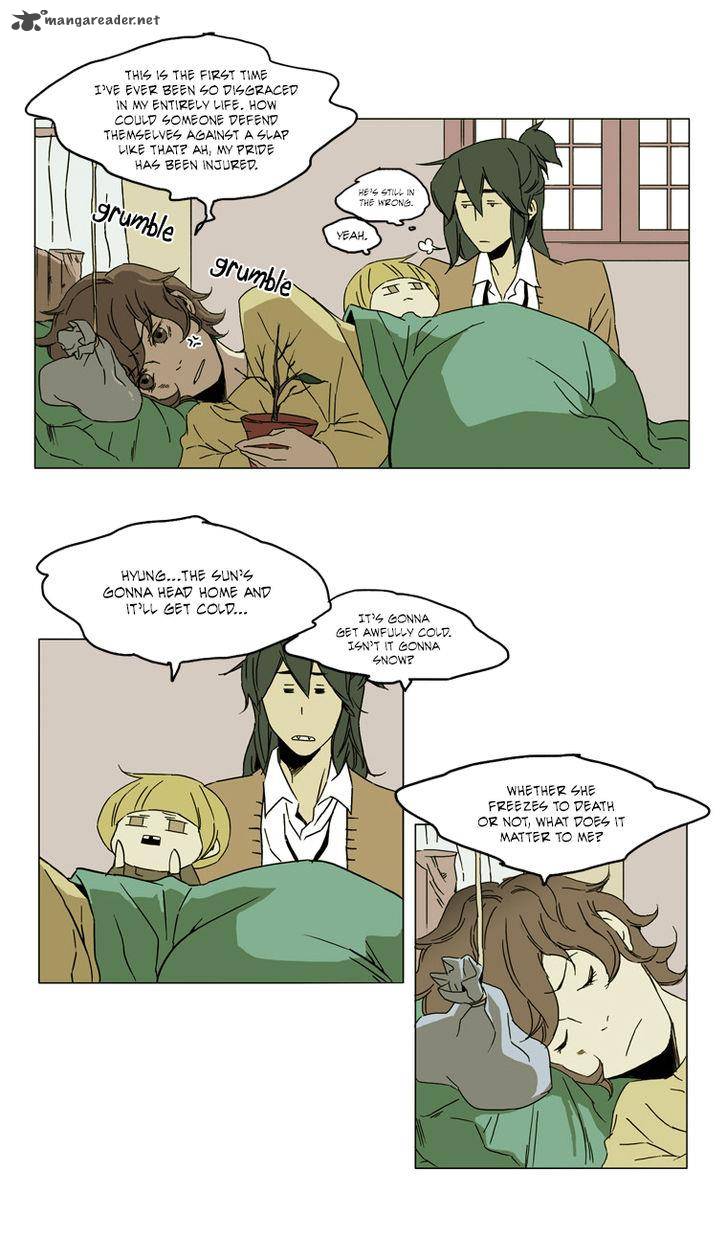 mangareader.net
THIS IS THE FIRST TIME
I'VE EVER BEEN SO DISGRACED
IN MY ENTIRELY LIFE. HOW
COULD SOMEONE DEFEND
THEMSELVES AGAINST A SLAP
LIKE THAT? AH, MY PRIDE
HAS BEEN INJURED.
grumble
grumble
HE'S STILL IN
THE WRONG.
YEAH.
HYUNG...THE SUN'S
GONNA HEAD HOME AND
IT'LL GET COLD...
IT'S GONNA
GET AWFULLY COLD.
ISN'T IT GONNA
SNOW?
WHETHER SHE
FREEZES TO DEATH
OR NOT, WHAT DOES IT
MATTER TO ME?